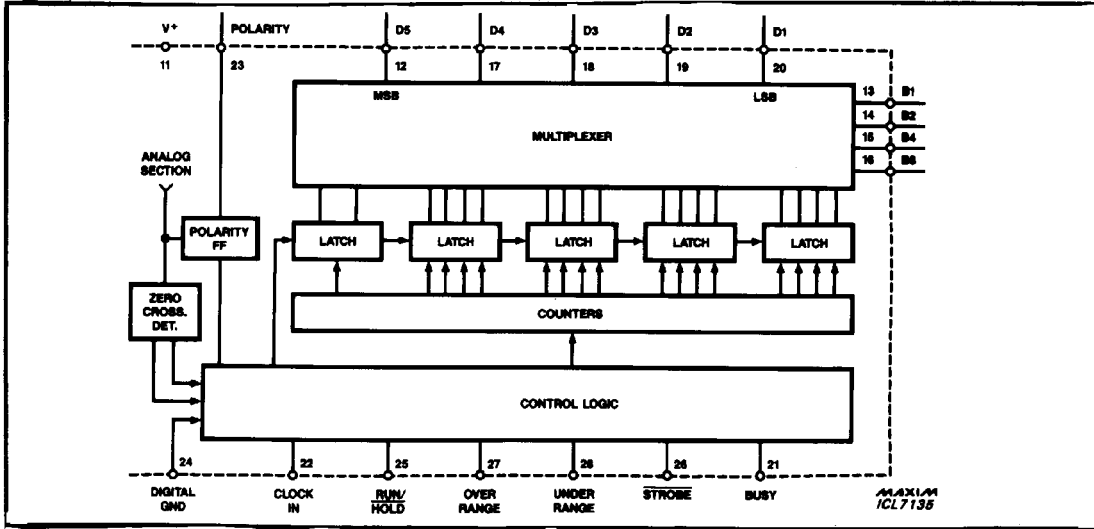 V+ POLARITY D5 D4 D3 D2 D1
11 23 12 17 18 19 20
MSB LSB
13 B1
14 B2
15 B4
16 B8
MULTIPLEXER
ANALOG
SECTION
POLARITY
FF
LATCH LATCH LATCH LATCH LATCH
ZERO
CROSS.
DET.
COUNTERS
CONTROL LOGIC
24 22 25 27 28 26 21
DIGITAL
GND
CLOCK
IN
RUN/
HOLD
OVER
RANGE
UNDER
RANGE
STROBE
BUSY
MAXIM
ICL7135